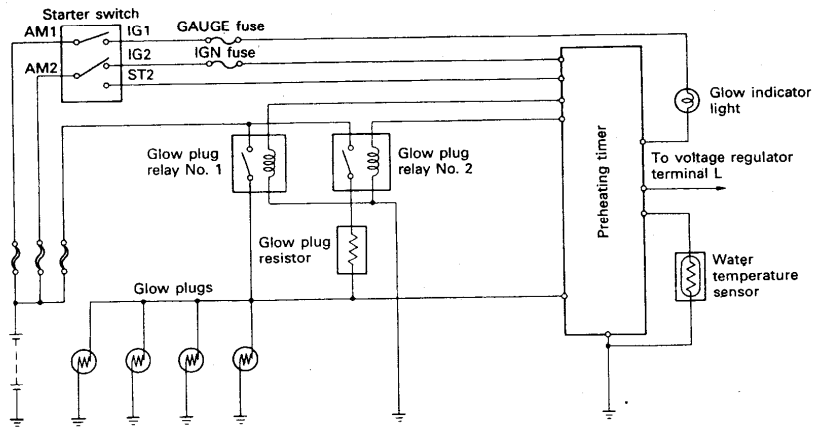 Starter switch
AM1
IG1
GAUGE fuse
IG2
IGN fuse
AM2
ST2
Glow indicator
light
Glow plug
relay No. 1
Glow plug
relay No. 2
Preheating timer
To voltage regulator
terminal L
Glow plug
resistor
Water
temperature
sensor
Glow plugs